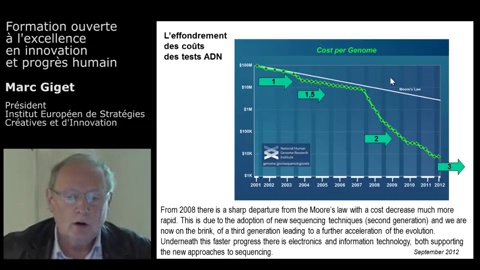 Formation ouverte
à l'excellence
en innovation
et progrès humain
Marc Giget
Président
Institut Européen de Stratégies
Créatives et d'Innovation
L'effondrement
des coûts
des tests ADN
Cost per Genome
$100M
$10M
$1M
$100K
$10K
$1K
Moore's Law
1
1,5
2
3
National Human
Genome Research
Institute
genome.gov/sequencingcosts
2001 2002 2003 2004 2005 2006 2007 2008 2009 2010 2011 2012
From 2008 there is a sharp departure from the Moore's law with a cost decrease much more
rapid. This is due to the adoption of new sequencing techniques (second generation) and we are
now on the brink, of a third generation leading to a further acceleration of the evolution.
Underneath this faster progress there is electronics and information technology, both supporting
the new approaches to sequencing.
September 2012